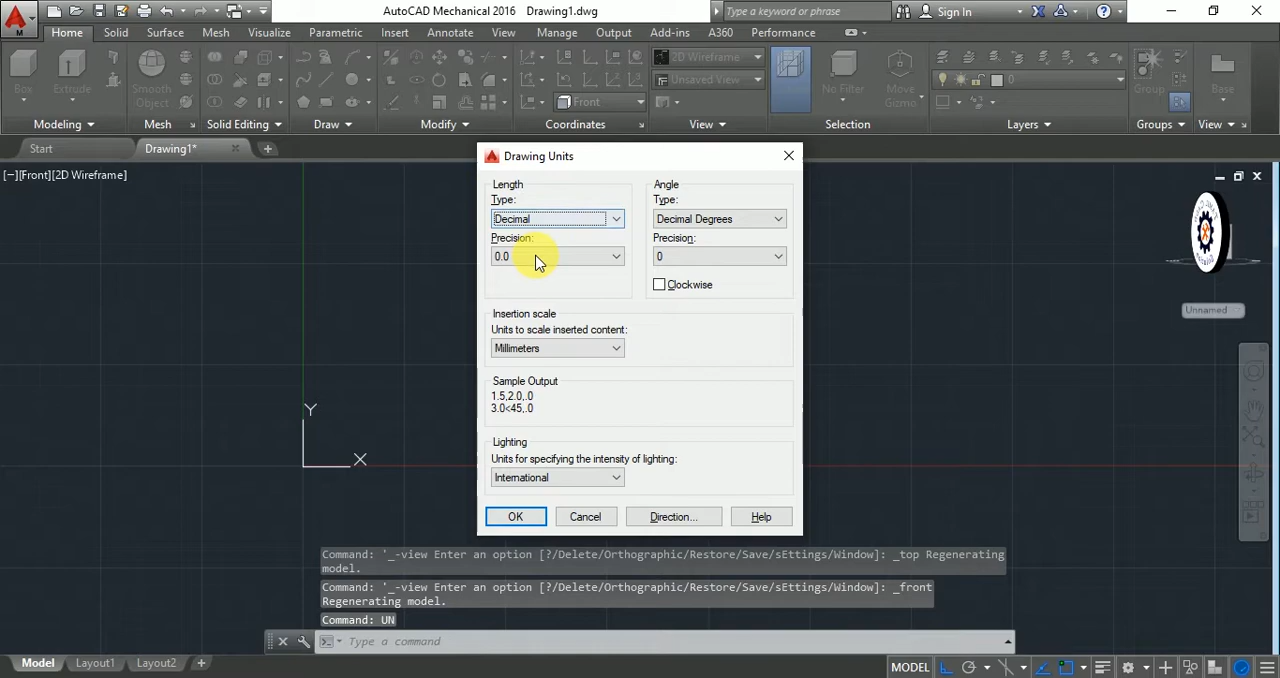 AutoCAD Mechanical 2016 Drawing1.dwg
Type a keyword or phrase
Sign In
Home Solid Surface Mesh Visualize Parametric Insert Annotate View Manage Output Add-ins A360 Performance
2D Wireframe
Unsaved View
0
Box Extrude Smooth Object Front No Filter Move Gizmo Group Base
Modeling Mesh Solid Editing Draw Modify Coordinates View Selection Layers Groups View
Start Drawing1*
[−][Front][2D Wireframe]
Drawing Units
Length
Type:
Decimal
Precision:
0.0
Angle
Type:
Decimal Degrees
Precision:
0
Clockwise
Insertion scale
Units to scale inserted content:
Millimeters
Sample Output
1.5,2.0,.0
3.0<45,.0
Lighting
Units for specifying the intensity of lighting:
International
OK Cancel Direction... Help
Unnamed
Y
X
Command: '_-view Enter an option [?/Delete/Orthographic/Restore/Save/sEttings/Window]: _top Regenerating
model.
Command: '_-view Enter an option [?/Delete/Orthographic/Restore/Save/sEttings/Window]: _front
Regenerating model.
Command: UN
Type a command
Model Layout1 Layout2
MODEL